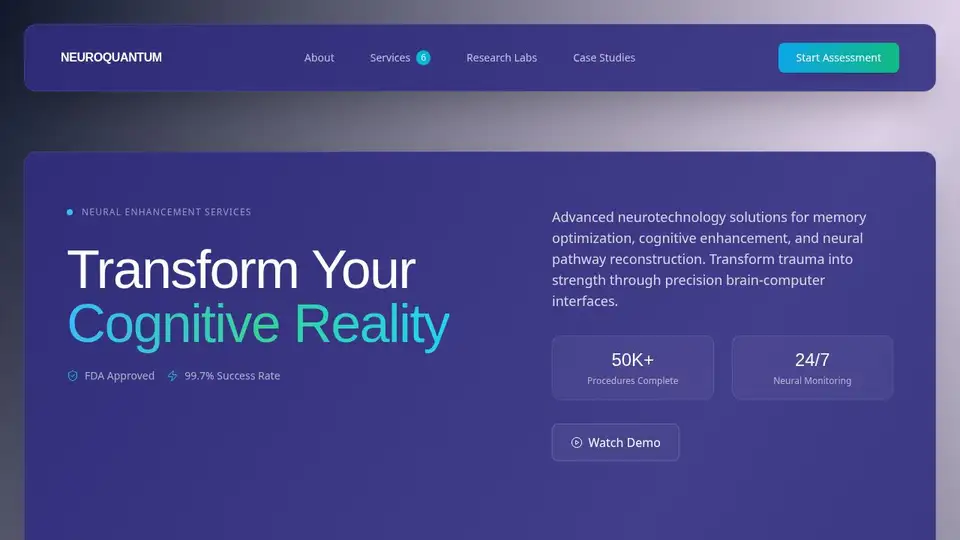 NEUROQUANTUM
About
Services 6
Research Labs
Case Studies
Start Assessment
NEURAL ENHANCEMENT SERVICES
Transform Your
Cognitive Reality
FDA Approved
99.7% Success Rate
Advanced neurotechnology solutions for memory
optimization, cognitive enhancement, and neural
pathway reconstruction. Transform trauma into
strength through precision brain-computer
interfaces.
50K+
Procedures Complete
24/7
Neural Monitoring
Watch Demo